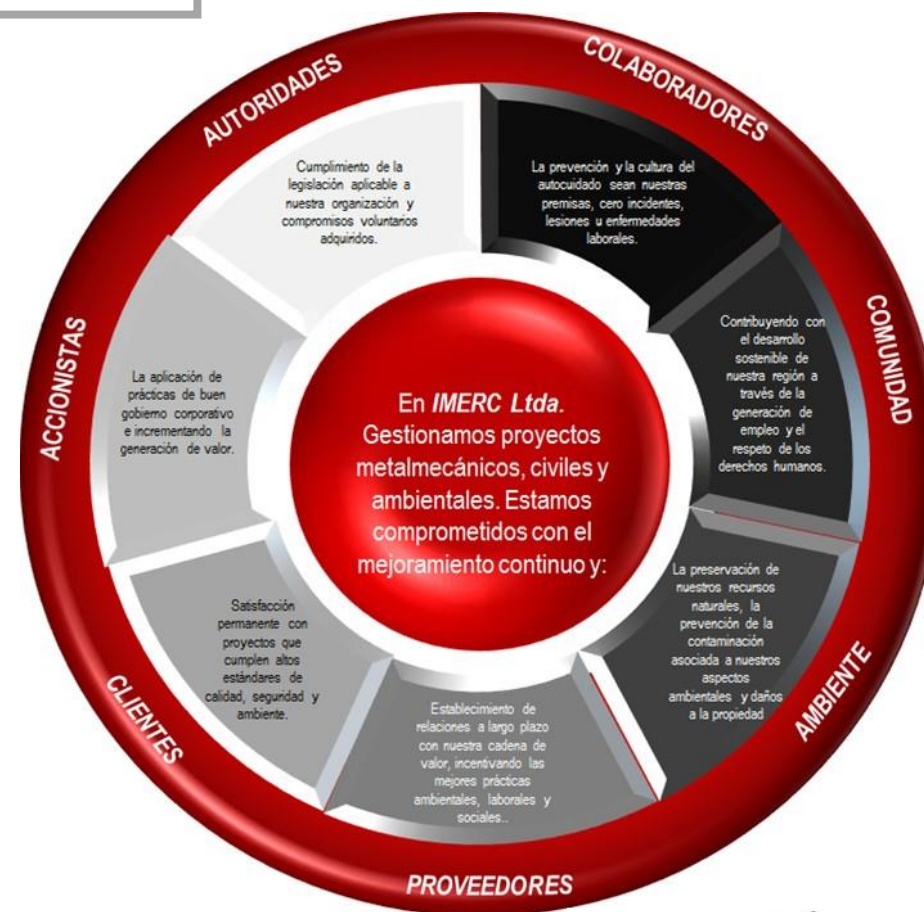 AUTORIDADES
Cumplimiento de la
legislación aplicable a
nuestra organización y
compromisos voluntarios
adquiridos.
COLABORADORES
La prevención y la cultura del
autocuidado sean nuestras
premisas, cero incidentes,
lesiones u enfermedades
laborales.
COMUNIDAD
Contribuyendo con
el desarrollo
sostenible de
nuestra región a
través de la
generación de
empleo y el
respeto de los
derechos humanos.
AMBIENTE
La preservación de
nuestros recursos
naturales, la
prevención de la
contaminación
asociada a nuestros
aspectos
ambientales y daños
a la propiedad
PROVEEDORES
Establecimiento de
relaciones a largo plazo
con nuestra cadena de
valor, incentivando las
mejores prácticas
ambientales, laborales y
sociales..
CLIENTES
Satisfacción
permanente con
proyectos que
cumplen altos
estándares de
calidad, seguridad y
ambiente.
ACCIONISTAS
La aplicación de
prácticas de buen
gobierno corporativo
e incrementando la
generación de valor.
En IMERC Ltda.
Gestionamos proyectos
metalmecánicos, civiles y
ambientales. Estamos
comprometidos con el
mejoramiento continuo y: